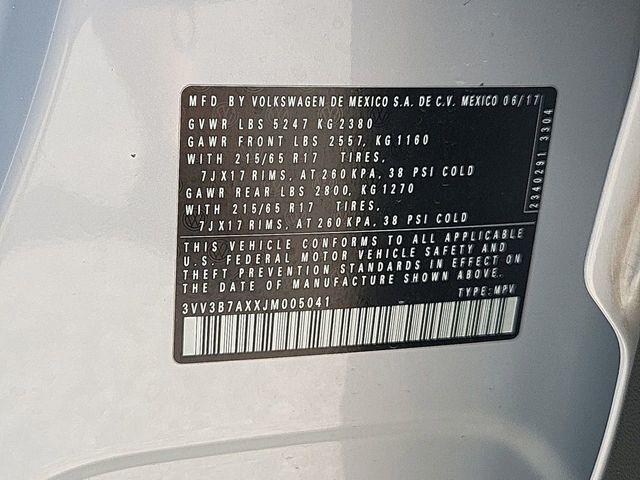 MFD BY VOLKSWAGEN DE MEXICO S.A. DE C.V. MEXICO 06/17
GVWR LBS 5247 KG 2380
GAWR FRONT LBS 2557, KG 1160
WITH 215/65 R17 TIRES,
7JX17 RIMS, AT 260 KPA, 38 PSI COLD
GAWR REAR LBS 2800, KG 1270
WITH 215/65 R17 TIRES,
7JX17 RIMS, AT 260 KPA, 38 PSI COLD
THIS VEHICLE CONFORMS TO ALL APPLICABLE
U.S. FEDERAL MOTOR VEHICLE SAFETY AND
THEFT PREVENTION STANDARDS IN EFFECT ON
THE DATE OF MANUFACTURE SHOWN ABOVE.
3VV3B7AXXJM005041 TYPE: MPV
2340291 3304